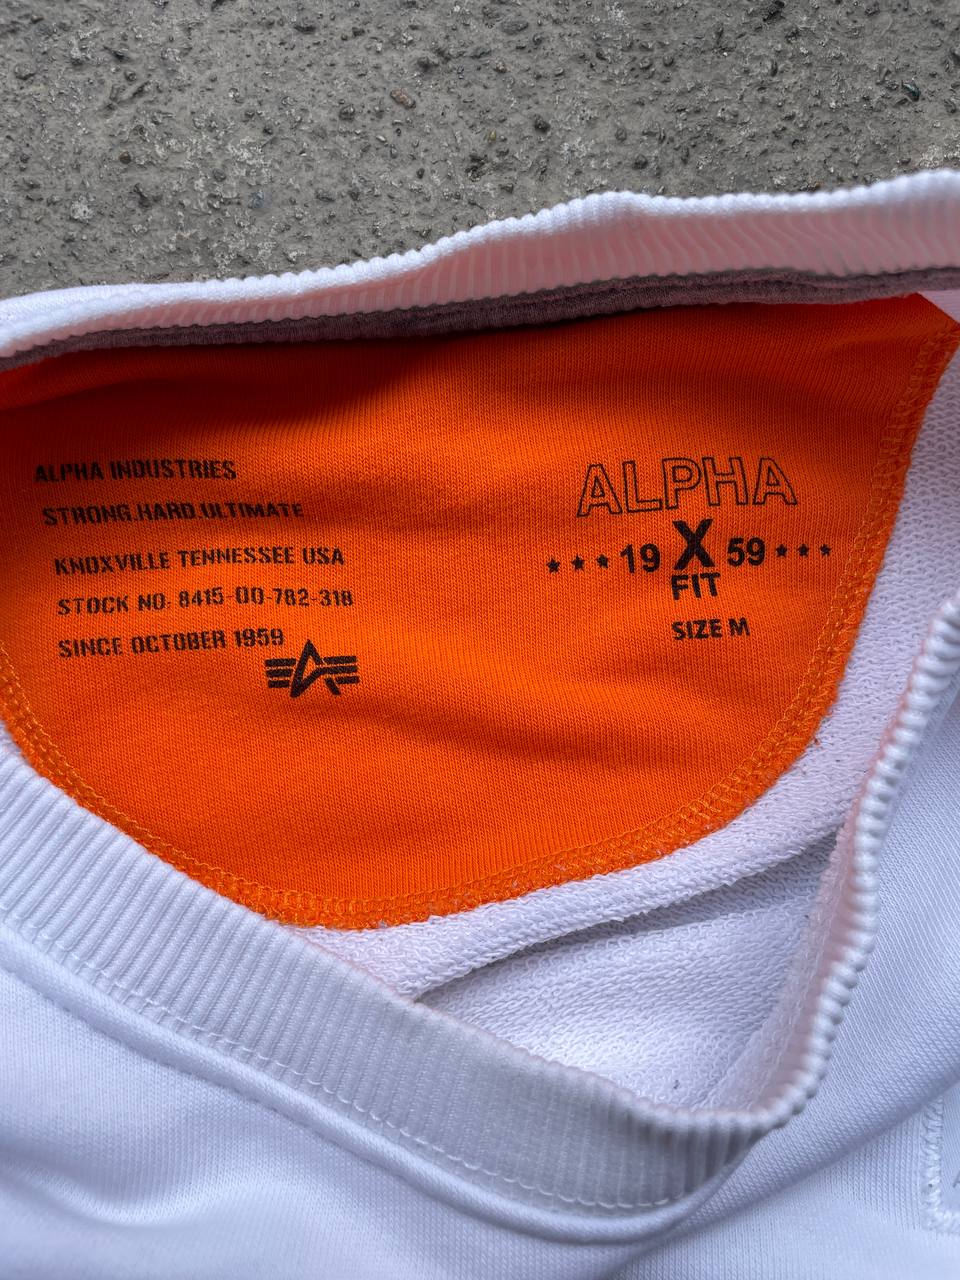 ALPHA INDUSTRIES
STRONG.HARD.ULTIMATE
KNOXVILLE TENNESSEE USA
STOCK NO: 8415-00-782-318
SINCE OCTOBER 1959
ALPHA
★ ★ ★ 19 X 59 ★ ★ ★
FIT
SIZE M